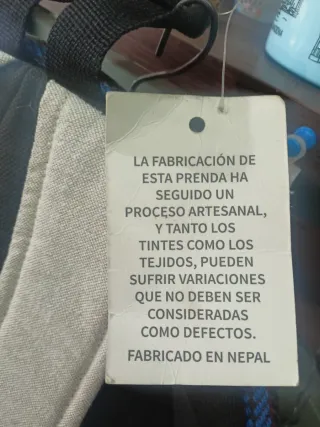 LA FABRICACIÓN DE
ESTA PRENDA HA
SEGUIDO UN
PROCESO ARTESANAL,
Y TANTO LOS
TINTES COMO LOS
TEJIDOS, PUEDEN
SUFRIR VARIACIONES
QUE NO DEBEN SER
CONSIDERADAS
COMO DEFECTOS.
FABRICADO EN NEPAL